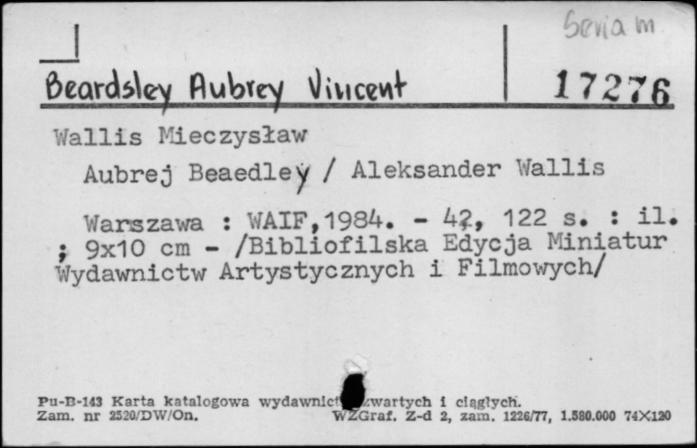 Seria m
Beardsley Aubrey Vincent 17276
Wallis Mieczysław
Aubrej Beaedley / Aleksander Wallis
Warszawa : WAIF,1984. - 42, 122 s. : il.
; 9x10 cm - /Bibliofilska Edycja Miniatur
Wydawnictw Artystycznych i Filmowych/
Pu-B-143 Karta katalogowa wydawnict zwartych i ciągłych.
Zam. nr 2520/DW/On. WZGraf. Z-d 2, zam. 1226/77, 1.580.000 74X120